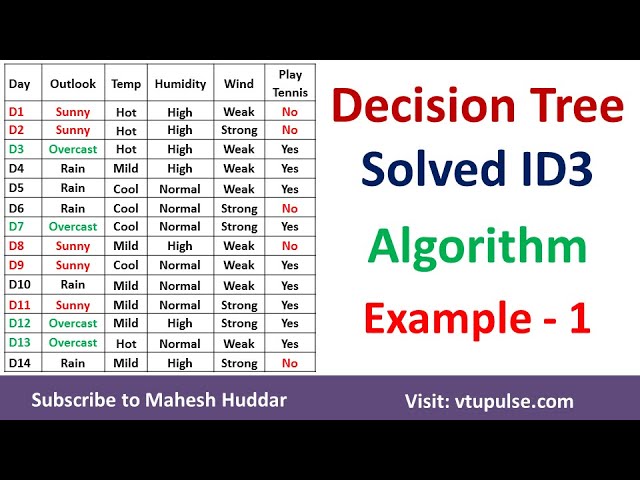 Day Outlook Temp Humidity Wind Play Tennis
D1 Sunny Hot High Weak No
D2 Sunny Hot High Strong No
D3 Overcast Hot High Weak Yes
D4 Rain Mild High Weak Yes
D5 Rain Cool Normal Weak Yes
D6 Rain Cool Normal Strong No
D7 Overcast Cool Normal Strong Yes
D8 Sunny Mild High Weak No
D9 Sunny Cool Normal Weak Yes
D10 Rain Mild Normal Weak Yes
D11 Sunny Mild Normal Strong Yes
D12 Overcast Mild High Strong Yes
D13 Overcast Hot Normal Weak Yes
D14 Rain Mild High Strong No
Decision Tree
Solved ID3
Algorithm
Example - 1
Subscribe to Mahesh Huddar
Visit: vtupulse.com